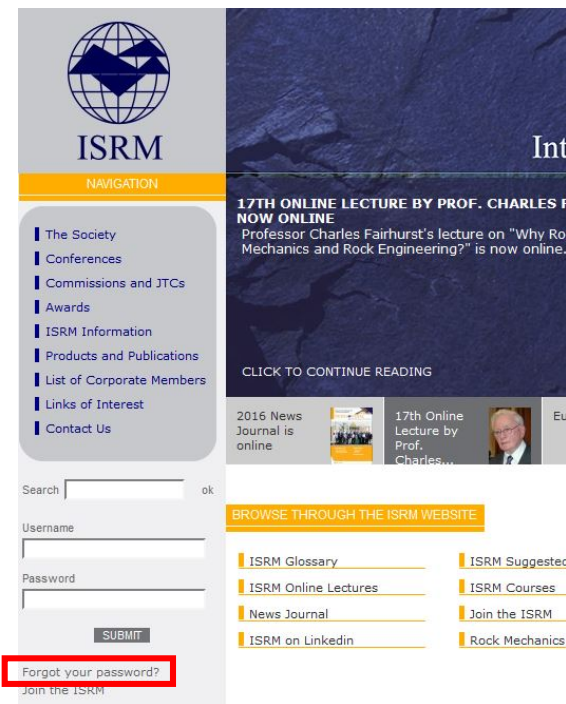 ISRM
NAVIGATION
The Society
Conferences
Commissions and JTCs
Awards
ISRM Information
Products and Publications
List of Corporate Members
Links of Interest
Contact Us
Search ok
Username
Password
SUBMIT
Forgot your password?
Join the ISRM
Int
17TH ONLINE LECTURE BY PROF. CHARLES F
NOW ONLINE
Professor Charles Fairhurst's lecture on "Why Ro
Mechanics and Rock Engineering?" is now online.
CLICK TO CONTINUE READING
2016 News
Journal is
online
17th Online
Lecture by
Prof.
Charles...
Eu
BROWSE THROUGH THE ISRM WEBSITE
ISRM Glossary
ISRM Online Lectures
News Journal
ISRM on Linkedin
ISRM Suggested
ISRM Courses
Join the ISRM
Rock Mechanics